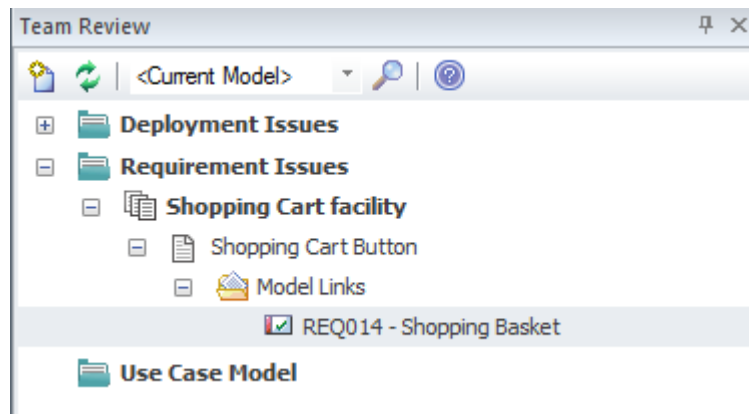 Team Review
<Current Model>
Deployment Issues
Requirement Issues
Shopping Cart facility
Shopping Cart Button
Model Links
REQ014 - Shopping Basket
Use Case Model